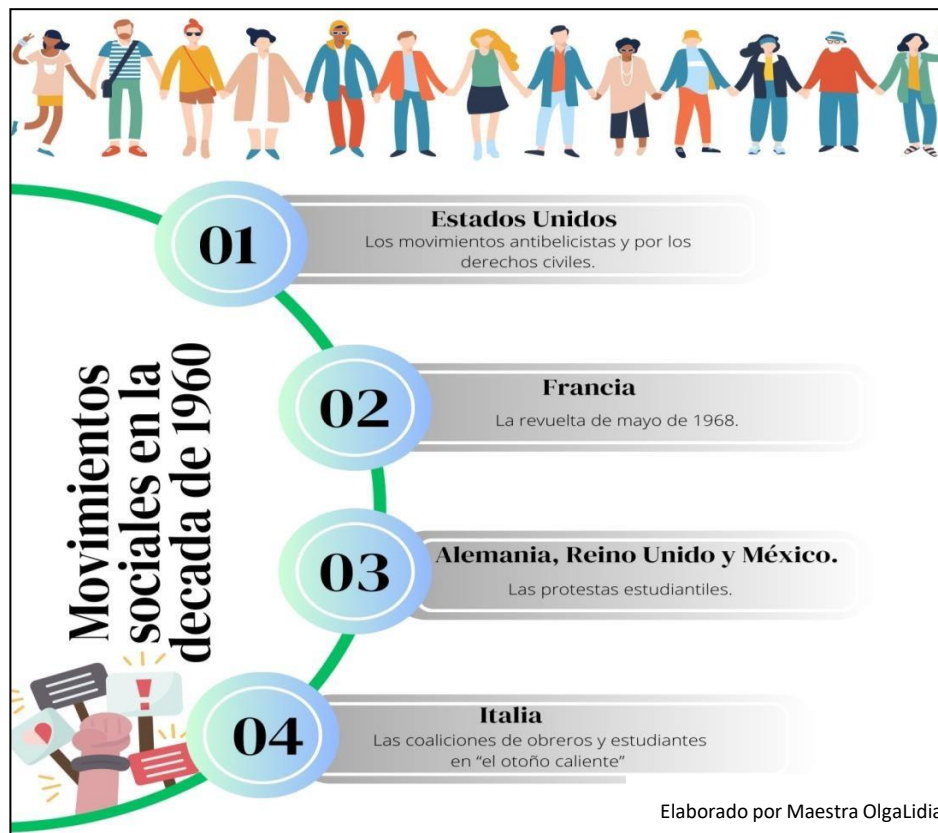 Movimientos
sociales en la
decada de 1960
01
Estados Unidos
Los movimientos antibelicistas y por los
derechos civiles.
02
Francia
La revuelta de mayo de 1968.
03
Alemania, Reino Unido y México.
Las protestas estudiantiles.
04
Italia
Las coaliciones de obreros y estudiantes
en “el otoño caliente”
Elaborado por Maestra OlgaLidia